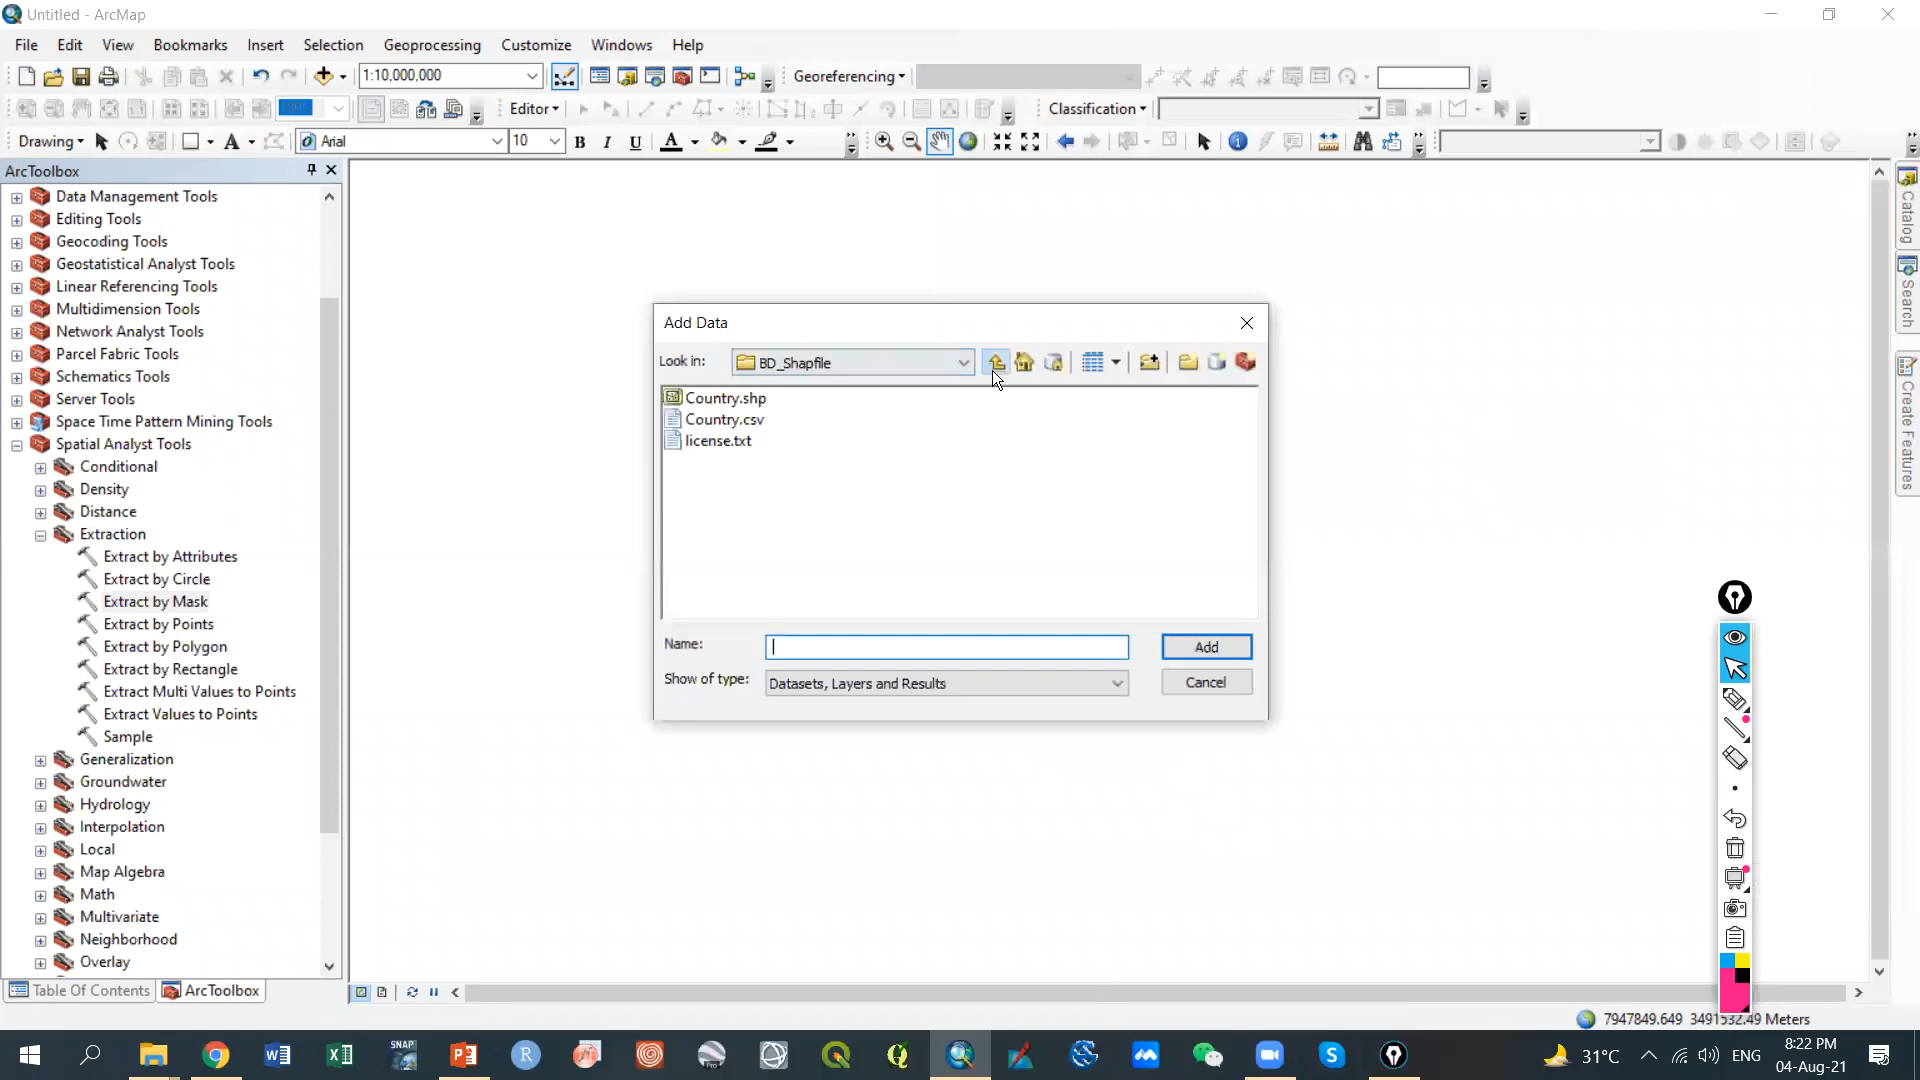 Untitled - ArcMap
File Edit View Bookmarks Insert Selection Geoprocessing Customize Windows Help
1:10,000,000 Georeferencing
Editor Classification
Drawing A Arial 10 B I U A
ArcToolbox
Data Management Tools
Editing Tools
Geocoding Tools
Geostatistical Analyst Tools
Linear Referencing Tools
Multidimension Tools
Network Analyst Tools
Parcel Fabric Tools
Schematics Tools
Server Tools
Space Time Pattern Mining Tools
Spatial Analyst Tools
Conditional
Density
Distance
Extraction
Extract by Attributes
Extract by Circle
Extract by Mask
Extract by Points
Extract by Polygon
Extract by Rectangle
Extract Multi Values to Points
Extract Values to Points
Sample
Generalization
Groundwater
Hydrology
Interpolation
Local
Map Algebra
Math
Multivariate
Neighborhood
Overlay
Table Of Contents ArcToolbox
Add Data
Look in: BD_Shapfile
Country.shp
Country.csv
license.txt
Name: Add
Show of type: Datasets, Layers and Results Cancel
Catalog
Search
Create Features
7947849.649 3491532.49 Meters
SNAP
Pro
31°C ENG 8:22 PM
04-Aug-21